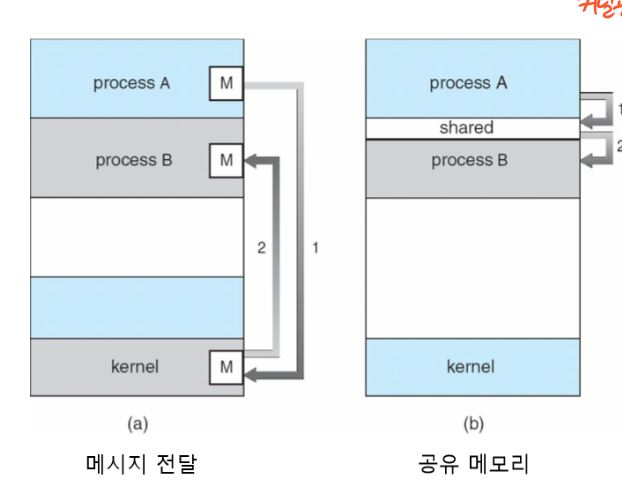 process A
M
process B
M
2
1
kernel
M
(a)
메시지 전달
process A
1
shared
2
process B
kernel
(b)
공유 메모리